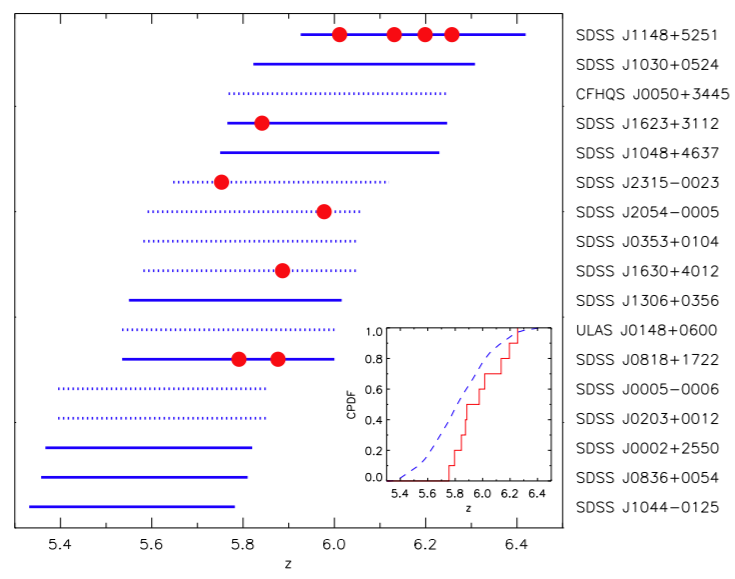 SDSS J1148+5251
SDSS J1030+0524
CFHQS J0050+3445
SDSS J1623+3112
SDSS J1048+4637
SDSS J2315−0023
SDSS J2054−0005
SDSS J0353+0104
SDSS J1630+4012
SDSS J1306+0356
ULAS J0148+0600
SDSS J0818+1722
SDSS J0005−0006
SDSS J0203+0012
SDSS J0002+2550
SDSS J0836+0054
SDSS J1044−0125
1.0
0.8
0.6
0.4
0.2
0.0
CPDF
5.4 5.6 5.8 6.0 6.2 6.4
z
5.4 5.6 5.8 6.0 6.2 6.4
z